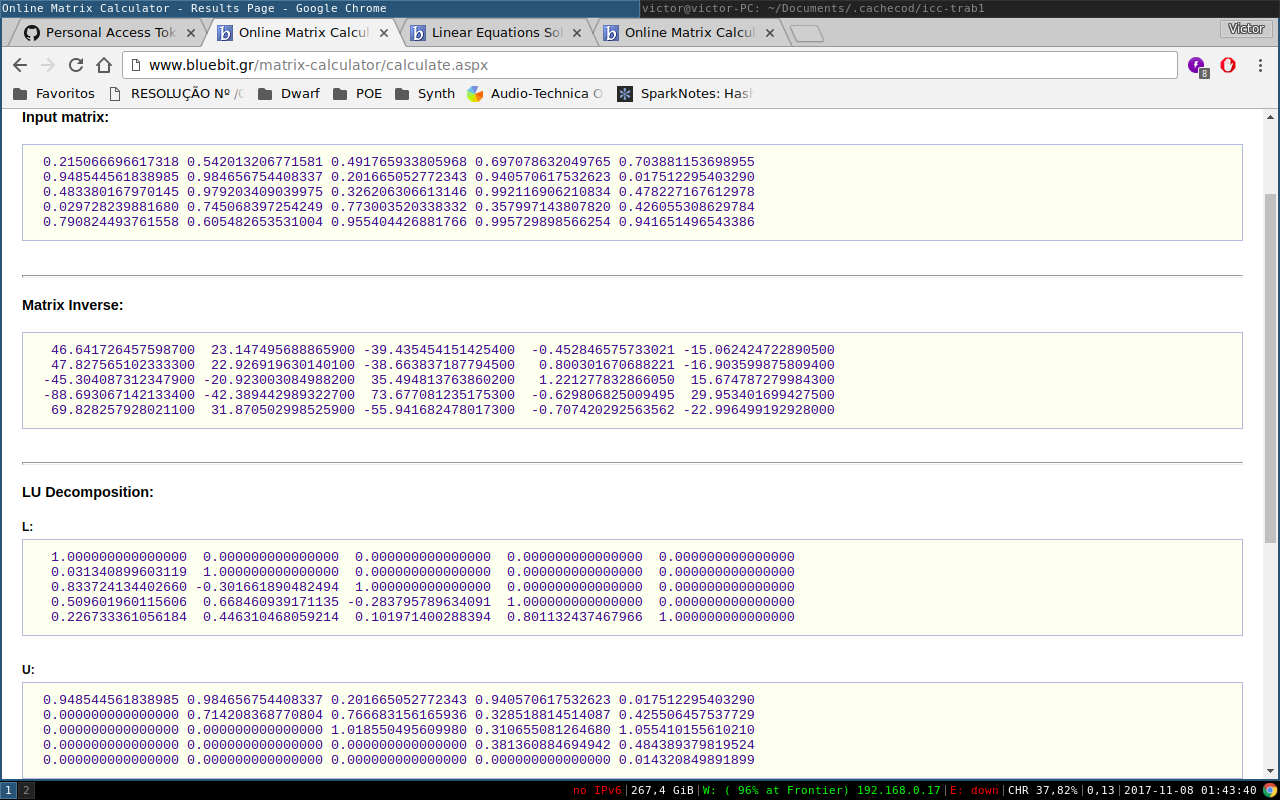 Online Matrix Calculator - Results Page - Google Chrome
victor@victor-PC: ~/Documents/.cachecod/icc-trab1
Personal Access Tok
Online Matrix Calcul
Linear Equations Sol
Online Matrix Calcul
Victor
www.bluebit.gr/matrix-calculator/calculate.aspx
8
Favoritos
RESOLUÇÃO Nº /0
Dwarf
POE
Synth
Audio-Technica
SparkNotes: Hash
Input matrix:
0.215066696617318 0.542013206771581 0.491765933805968 0.697078632049765 0.703881153698955
0.948544561838985 0.984656754408337 0.201665052772343 0.940570617532623 0.017512295403290
0.483380167970145 0.979203409039975 0.326206306613146 0.992116906210834 0.478227167612978
0.029728239881680 0.745068397254249 0.773003520338332 0.357997143807820 0.426055308629784
0.790824493761558 0.605482653531004 0.955404426881766 0.995729898566254 0.941651496543386
Matrix Inverse:
46.641726457598700 23.147495688865900 -39.435454151425400 -0.452846575733021 -15.062424722890500
47.827565102333300 22.926919630140100 -38.663837187794500 0.800301670688221 -16.903599875809400
-45.304087312347900 -20.923003084988200 35.494813763860200 1.221277832866050 15.674787279984300
-88.693067142133400 -42.389442989322700 73.677081235175300 -0.629806825009495 29.953401699427500
69.828257928021100 31.870502998525900 -55.941682478017300 -0.707420292563562 -22.996499192928000
LU Decomposition:
L:
1.000000000000000 0.000000000000000 0.000000000000000 0.000000000000000 0.000000000000000
0.031340899603119 1.000000000000000 0.000000000000000 0.000000000000000 0.000000000000000
0.833724134402660 -0.301661890482494 1.000000000000000 0.000000000000000 0.000000000000000
0.509601960115606 0.668460939171135 -0.283795789634091 1.000000000000000 0.000000000000000
0.226733361056184 0.446310468059214 0.101971400288394 0.801132437467966 1.000000000000000
U:
0.948544561838985 0.984656754408337 0.201665052772343 0.940570617532623 0.017512295403290
0.000000000000000 0.714208368770804 0.766683156165936 0.328518814514087 0.425506457537729
0.000000000000000 0.000000000000000 1.018550495609980 0.310655081264680 1.055410155610210
0.000000000000000 0.000000000000000 0.000000000000000 0.381360884694942 0.484389379819524
0.000000000000000 0.000000000000000 0.000000000000000 0.000000000000000 0.014320849891899
1 2 no IPv6|267,4 GiB|W: ( 96% at Frontier) 192.168.0.17|E: down|CHR 37,82%|0,13|2017-11-08 01:43:40